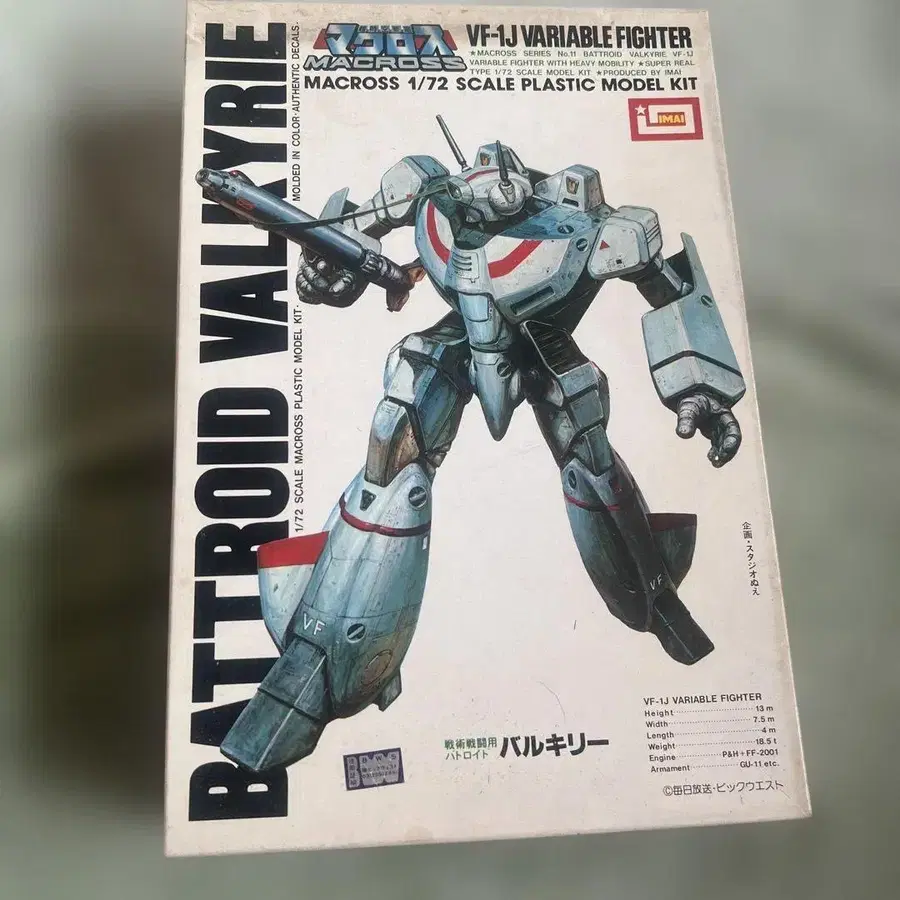 マクロス
MACROSS
VF-1J VARIABLE FIGHTER
★MACROSS SERIES No.11 BATTROID VALKYRIE VF-1J
VARIABLE FIGHTER WITH HEAVY MOBILITY ★SUPER REAL
TYPE 1/72 SCALE MODEL KIT ★PRODUCED BY IMAI
MACROSS 1/72 SCALE PLASTIC MODEL KIT
IMAI
BATTROID VALKYRIE
1/72 SCALE MACROSS PLASTIC MODEL KIT・ MOLDED IN COLOR・AUTHENTIC DECALS・
企画・スタジオぬえ
VF
VF
戦術戦闘用
バトロイド
バルキリー
VF-1J VARIABLE FIGHTER
Height 13 m
Width 7.5 m
Length 4 m
Weight 18.5 t
Engine P&H+FF-2001
Armament GU-11 etc.
©毎日放送・ビックウエスト